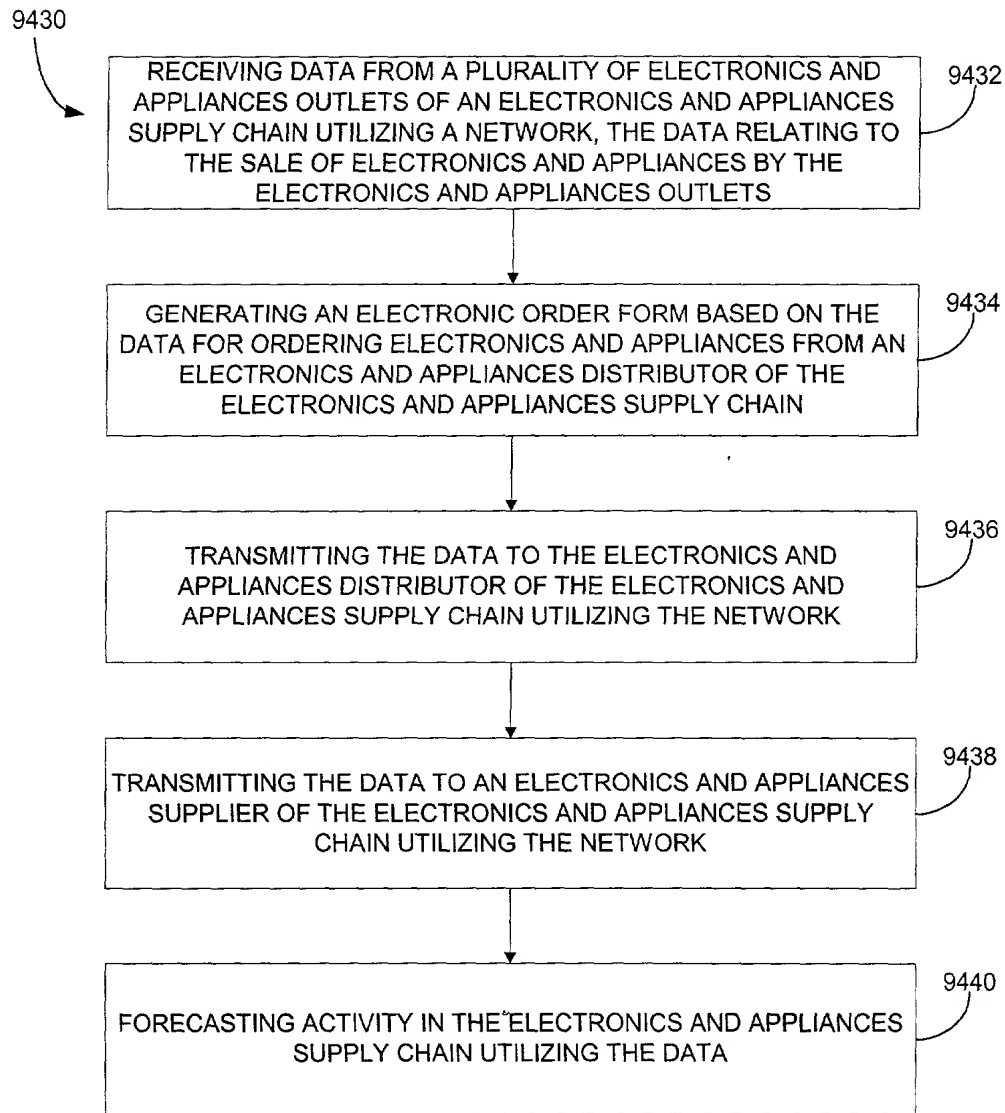 9430
RECEIVING DATA FROM A PLURALITY OF ELECTRONICS AND
APPLIANCES OUTLETS OF AN ELECTRONICS AND APPLIANCES
SUPPLY CHAIN UTILIZING A NETWORK, THE DATA RELATING TO
THE SALE OF ELECTRONICS AND APPLIANCES BY THE
ELECTRONICS AND APPLIANCES OUTLETS
9432
GENERATING AN ELECTRONIC ORDER FORM BASED ON THE
DATA FOR ORDERING ELECTRONICS AND APPLIANCES FROM AN
ELECTRONICS AND APPLIANCES DISTRIBUTOR OF THE
ELECTRONICS AND APPLIANCES SUPPLY CHAIN
9434
TRANSMITTING THE DATA TO THE ELECTRONICS AND
APPLIANCES DISTRIBUTOR OF THE ELECTRONICS AND
APPLIANCES SUPPLY CHAIN UTILIZING THE NETWORK
9436
TRANSMITTING THE DATA TO AN ELECTRONICS AND APPLIANCES
SUPPLIER OF THE ELECTRONICS AND APPLIANCES SUPPLY
CHAIN UTILIZING THE NETWORK
9438
FORECASTING ACTIVITY IN THE ELECTRONICS AND APPLIANCES
SUPPLY CHAIN UTILIZING THE DATA
9440